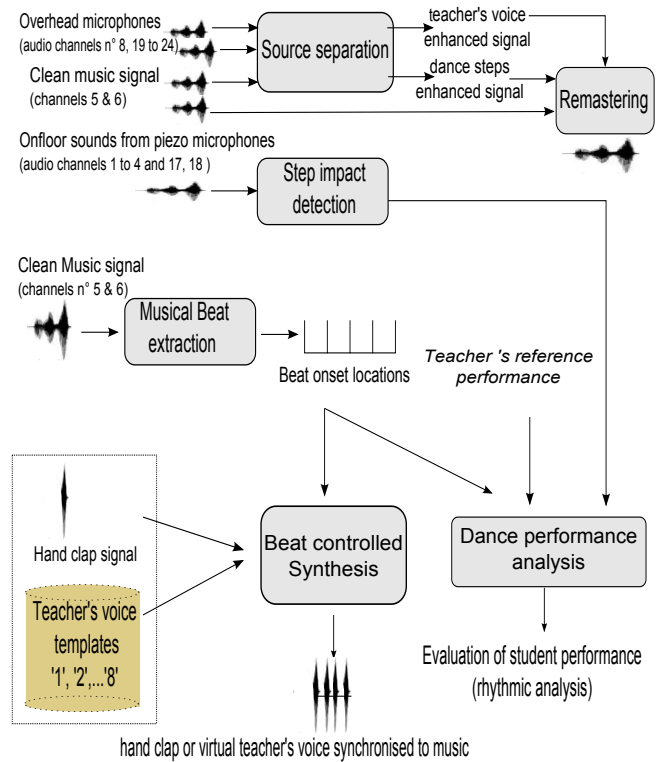 Overhead microphones
(audio channels n° 8, 19 to 24)
Clean music signal
(channels 5 & 6)
Source separation
teacher's voice
enhanced signal
dance steps
enhanced signal
Remastering
Onfloor sounds from piezo microphones
(audio channels 1 to 4 and 17, 18 )
Step impact
detection
Clean Music signal
(channels n° 5 & 6)
Musical Beat
extraction
Beat onset locations
Teacher 's reference
performance
Hand clap signal
Teacher's voice
templates
'1', '2',...'8'
Beat controlled
Synthesis
Dance performance
analysis
Evaluation of student performance
(rhythmic analysis)
hand clap or virtual teacher's voice synchronised to music